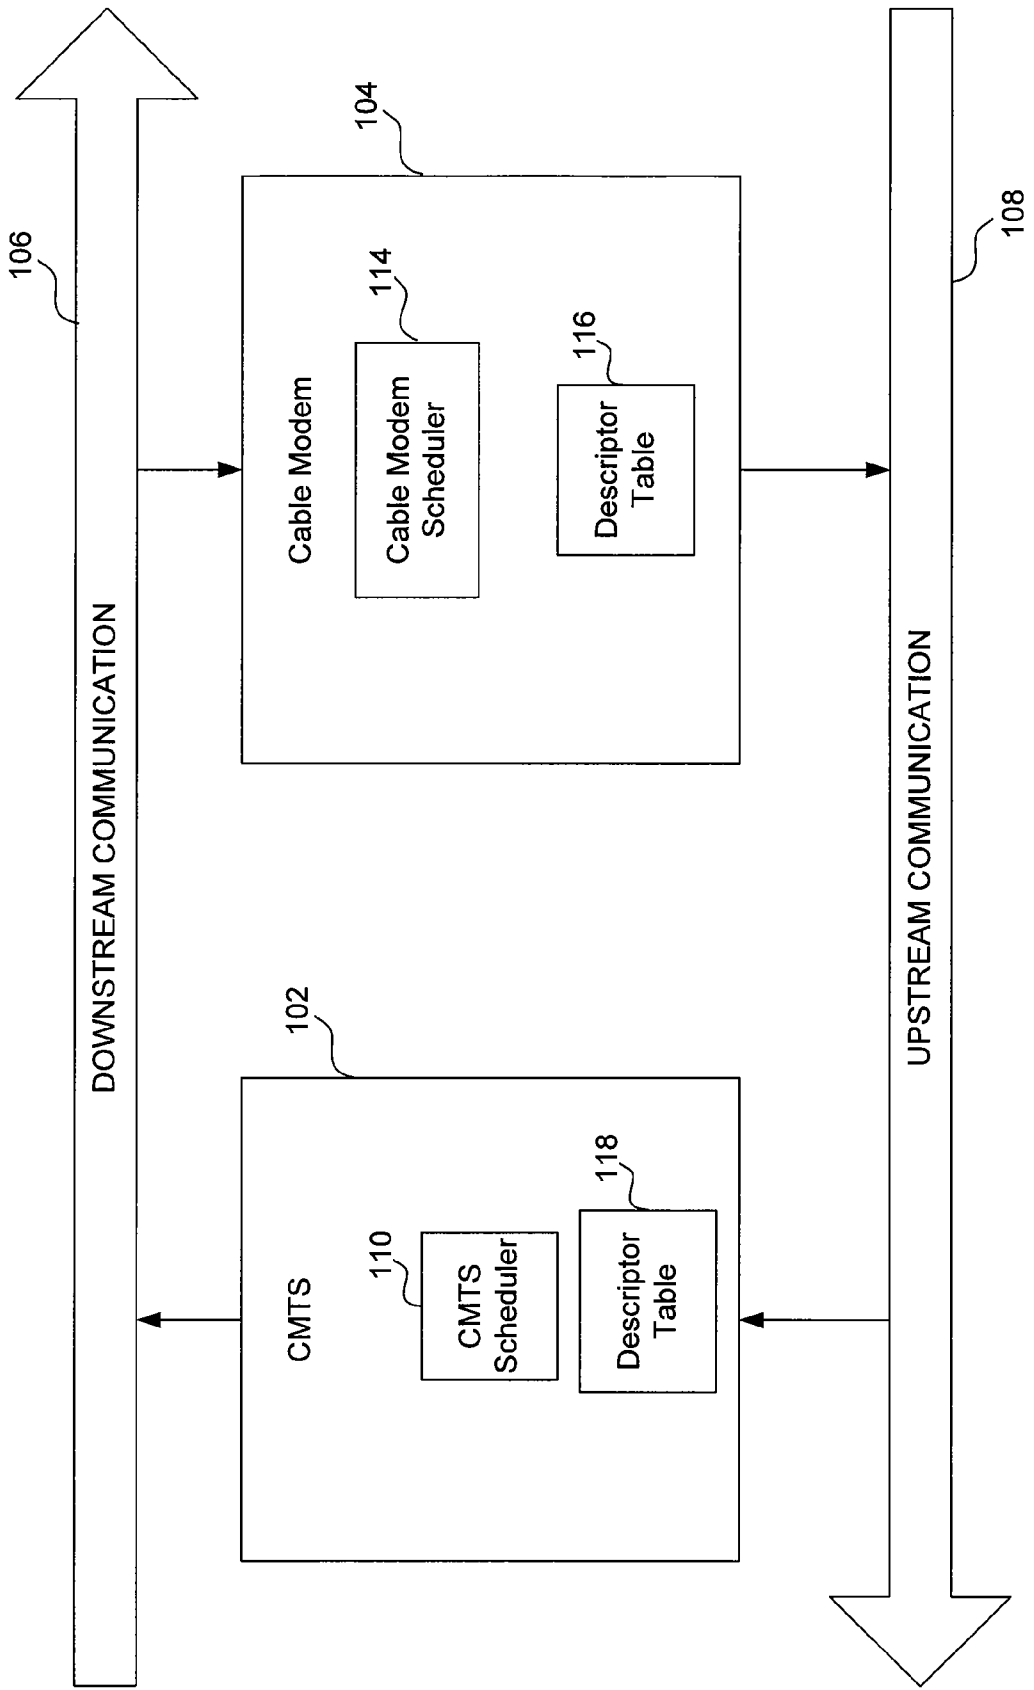 106
DOWNSTREAM COMMUNICATION
102
104
CMTS
Cable Modem
110
CMTS
Scheduler
114
Cable Modem
Scheduler
118
Descriptor
Table
116
Descriptor
Table
UPSTREAM COMMUNICATION
108